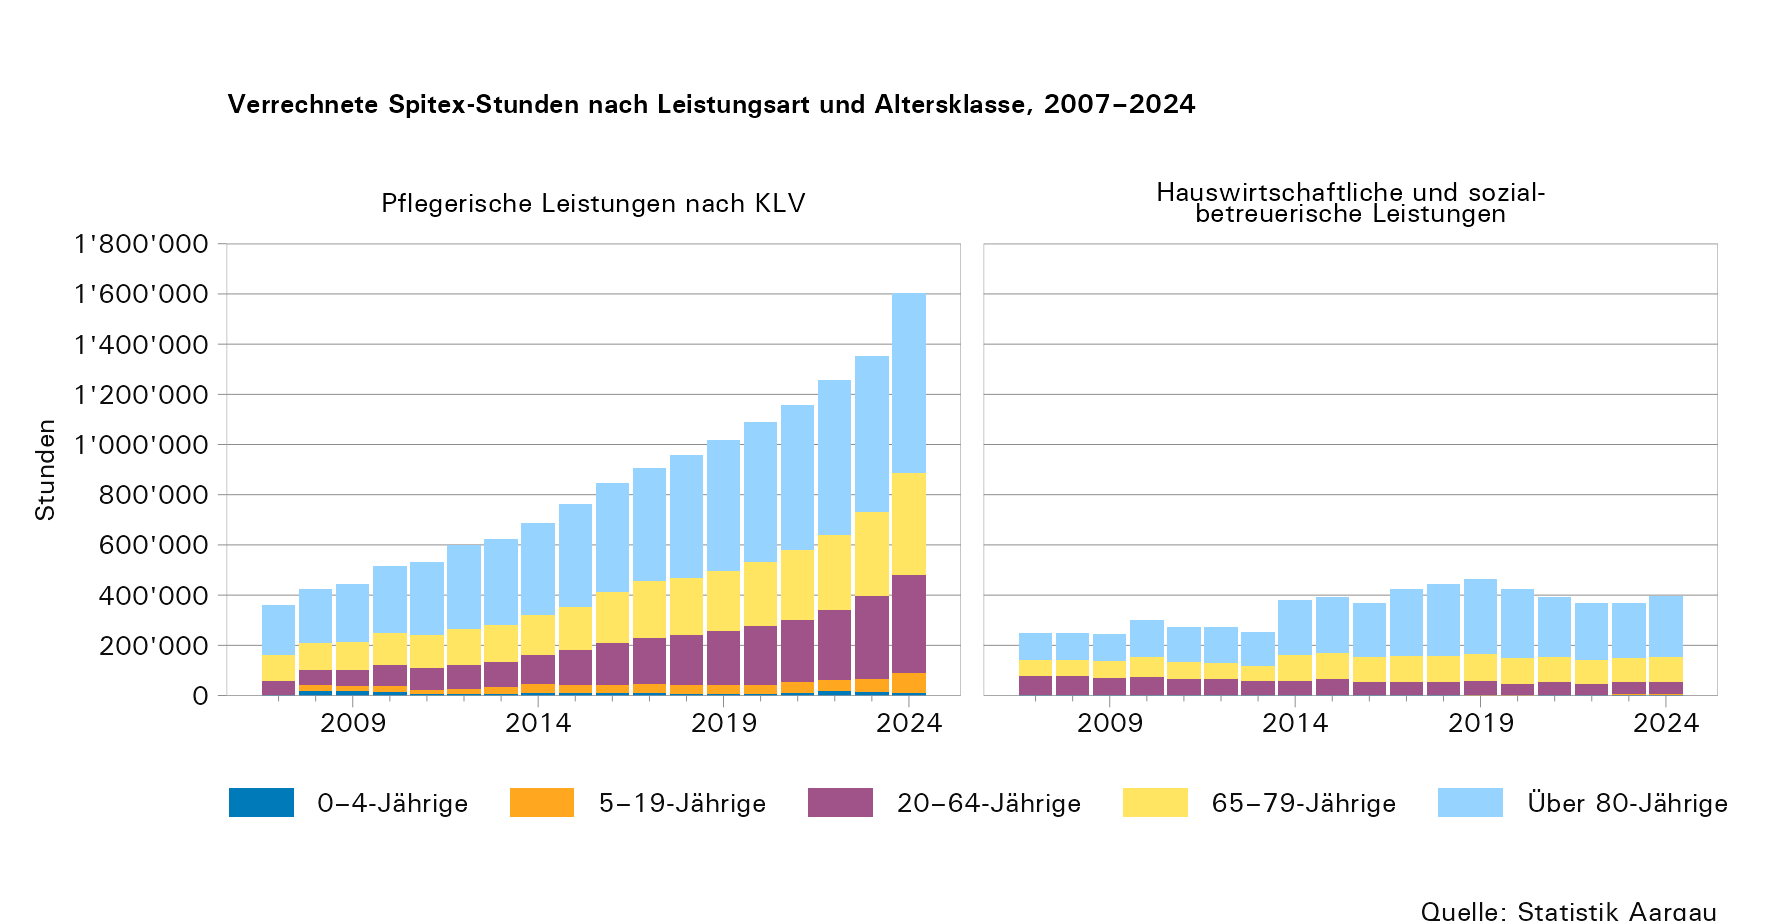 Verrechnete Spitex-Stunden nach Leistungsart und Altersklasse, 2007–2024
Pflegerische Leistungen nach KLV
Hauswirtschaftliche und sozial-
betreuerische Leistungen
Stunden
1'800'000
1'600'000
1'400'000
1'200'000
1'000'000
800'000
600'000
400'000
200'000
0
2009 2014 2019 2024
2009 2014 2019 2024
0–4-Jährige 5–19-Jährige 20–64-Jährige 65–79-Jährige Über 80-Jährige
Quelle: Statistik Aargau